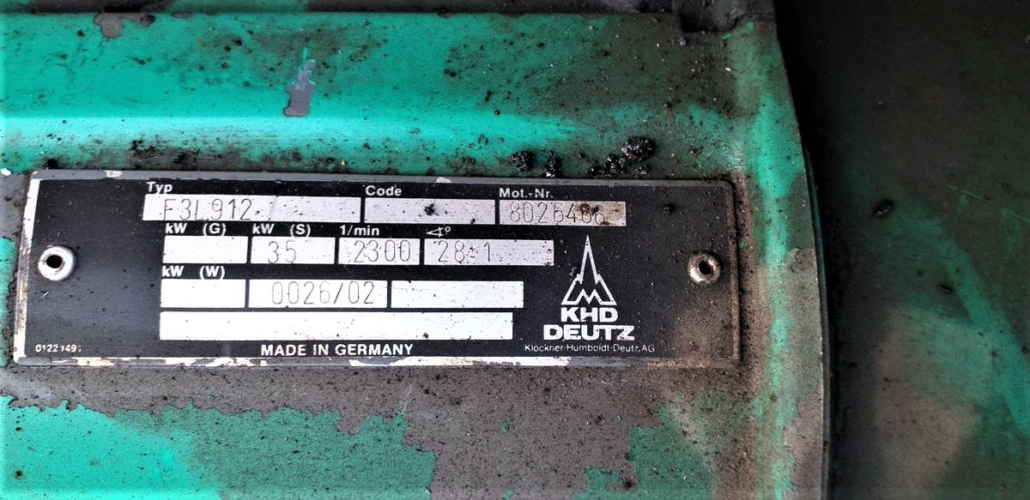 Typ Code Mot.-Nr.
F3L912 8026406
kW (G) kW (S) 1/min ∢°
35 2300 28-1
kW (W)
0026/02
KHD
DEUTZ
0122149 MADE IN GERMANY Klöckner-Humboldt-Deutz AG